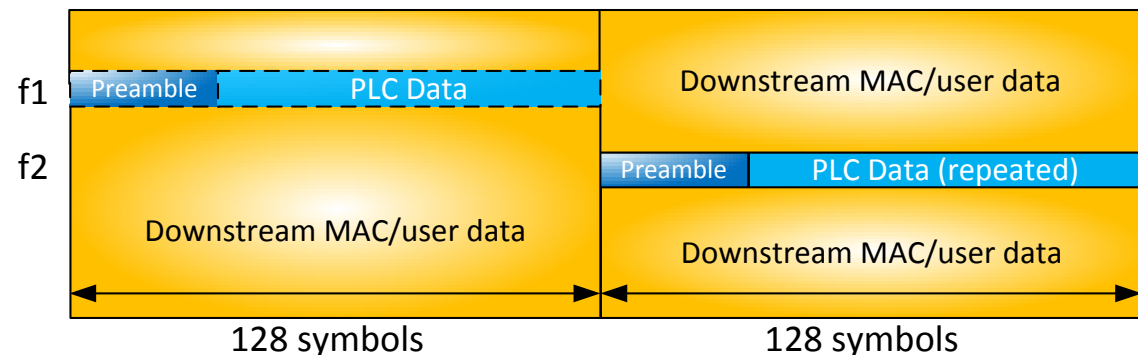 f1
Preamble
PLC Data
Downstream MAC/user data
f2
Preamble
PLC Data (repeated)
Downstream MAC/user data
Downstream MAC/user data
128 symbols
128 symbols